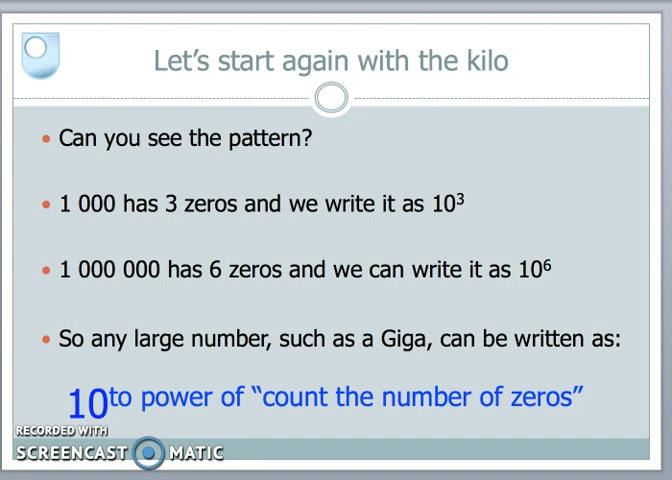 Let's start again with the kilo
Can you see the pattern?
1 000 has 3 zeros and we write it as 10³
1 000 000 has 6 zeros and we can write it as 10⁶
So any large number, such as a Giga, can be written as:
10 to power of “count the number of zeros”
RECORDED WITH
SCREENCAST MATIC